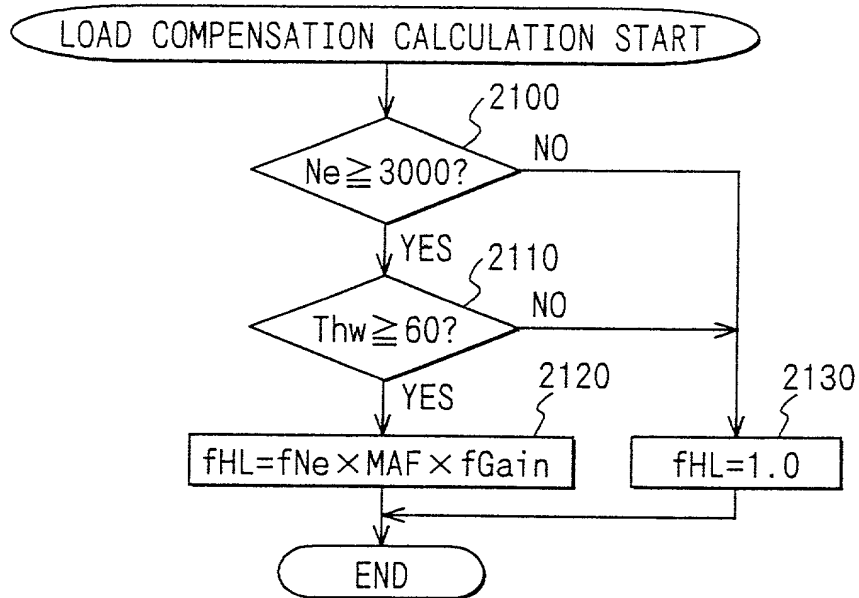 LOAD COMPENSATION CALCULATION START
2100
Ne≧3000?
NO
YES
2110
Thw≧60?
NO
YES
2120
fHL=fNe×MAF×fGain
2130
fHL=1.0
END